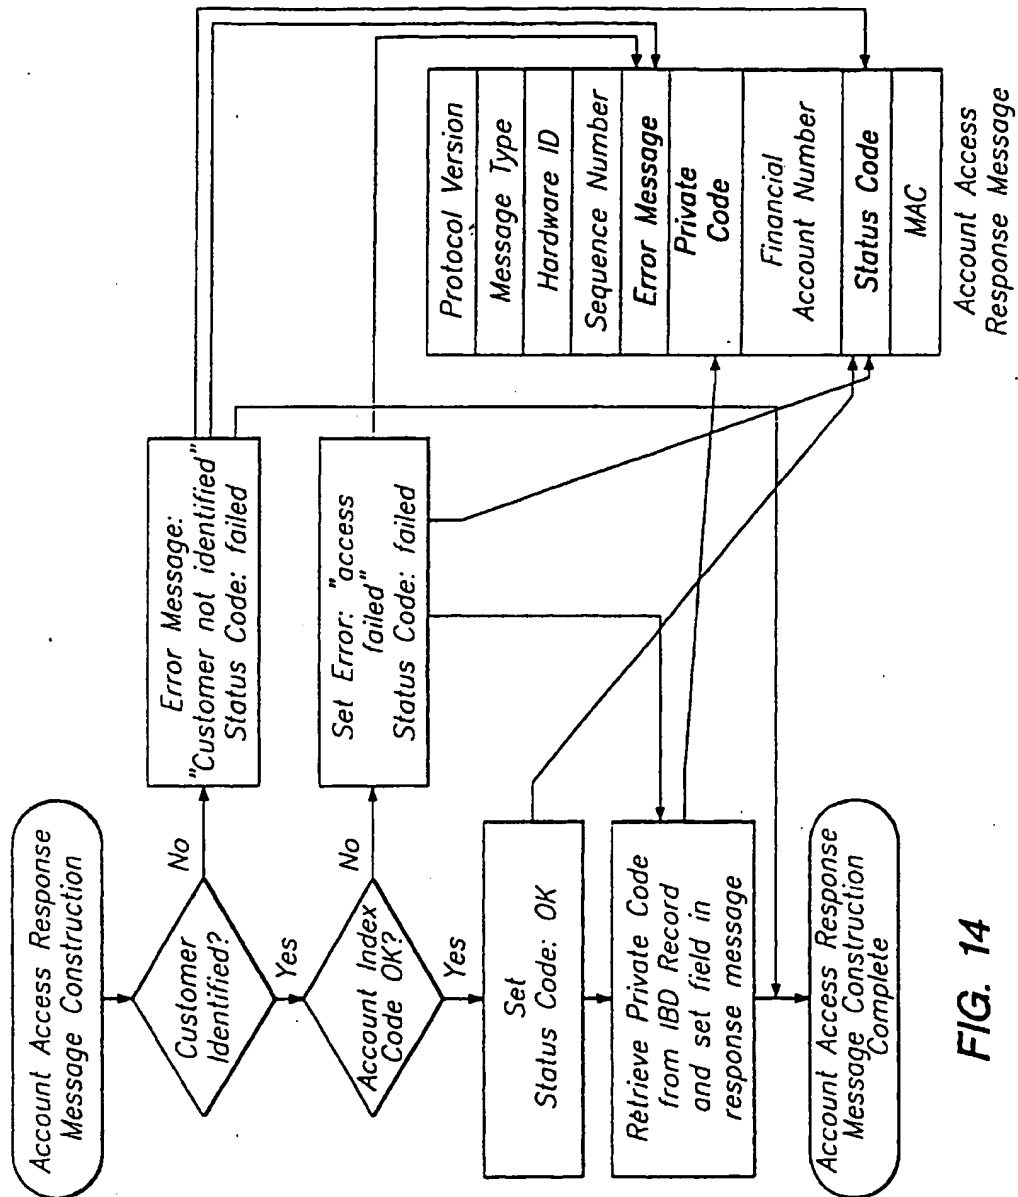 Account Access Response
Message Construction
Customer
Identified?
No
Yes
Error Message:
"Customer not identified"
Status Code: failed
Account Index
Code OK?
No
Yes
Set Error: "access
failed"
Status Code: failed
Set
Status Code: OK
Retrieve Private Code
from IBD Record
and set field in
response message
Account Access Response
Message Construction
Complete
Protocol Version
Message Type
Hardware ID
Sequence Number
Error Message
Private
Code
Financial
Account Number
Status Code
MAC
Account Access
Response Message
FIG. 14